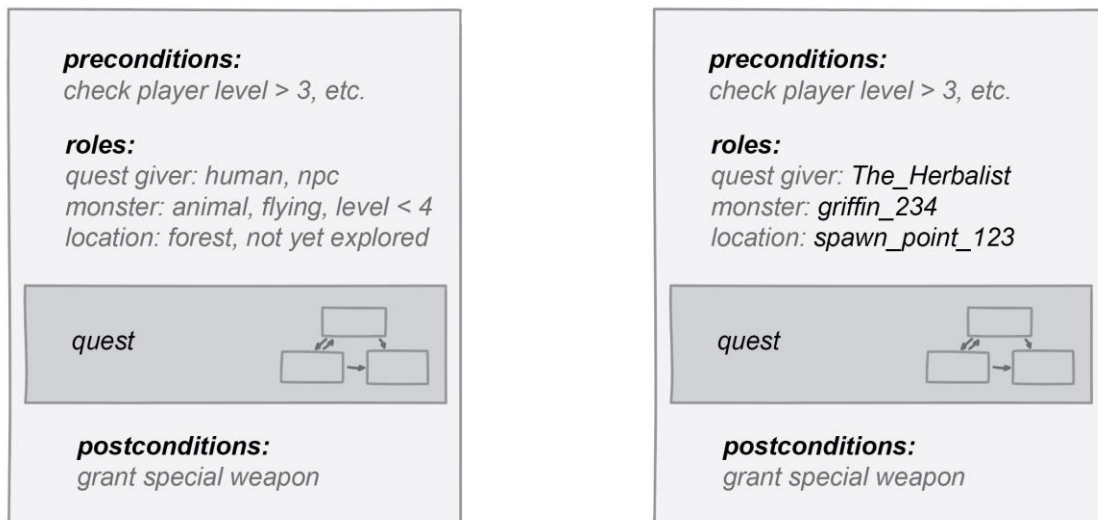 preconditions:
check player level > 3, etc.
roles:
quest giver: human, npc
monster: animal, flying, level < 4
location: forest, not yet explored
quest
postconditions:
grant special weapon
preconditions:
check player level > 3, etc.
roles:
quest giver: The_Herbalist
monster: griffin_234
location: spawn_point_123
quest
postconditions:
grant special weapon